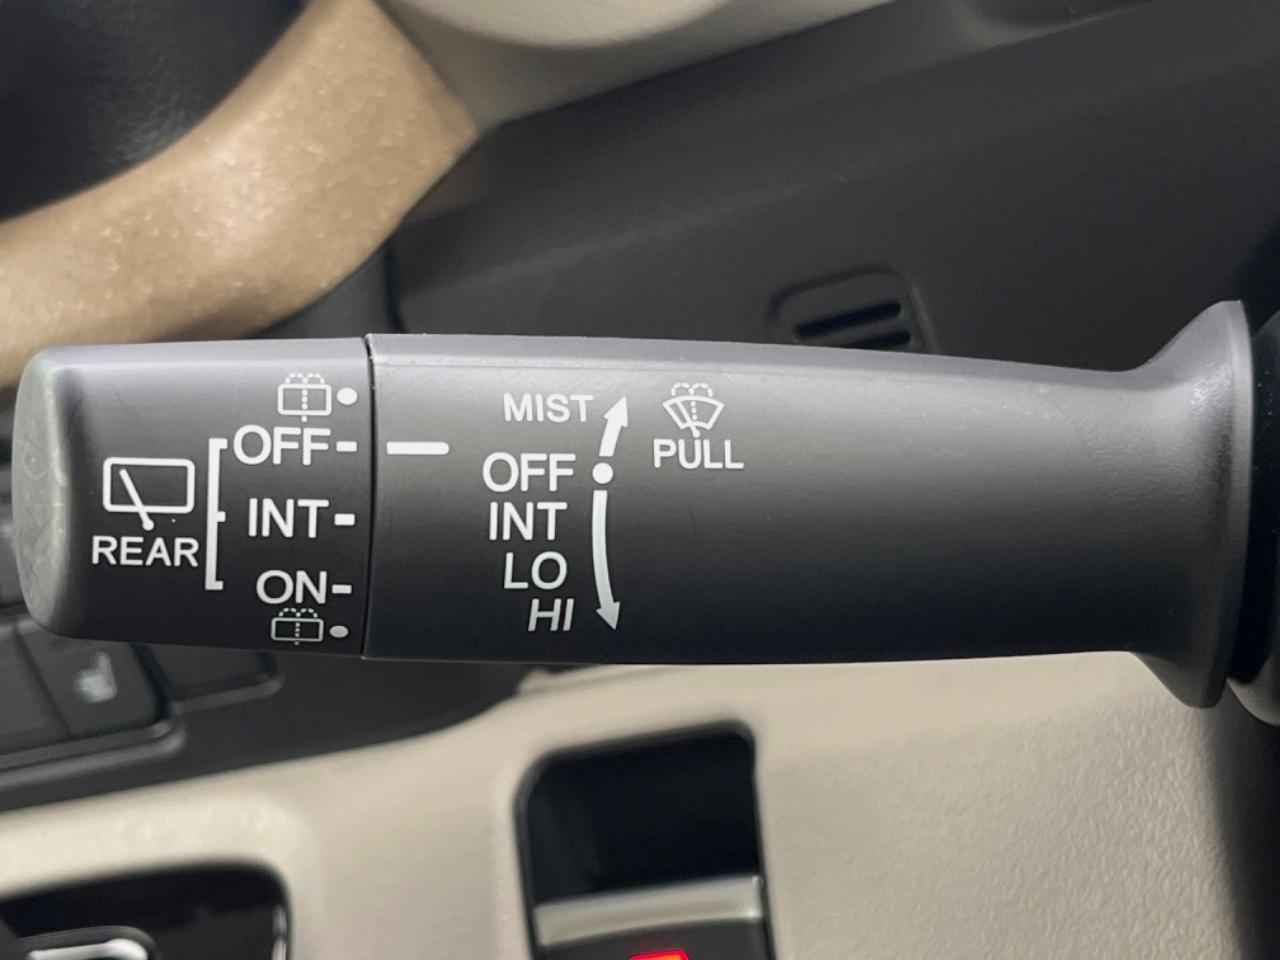 OFF
INT
ON
REAR
MIST
OFF
INT
LO
HI
PULL